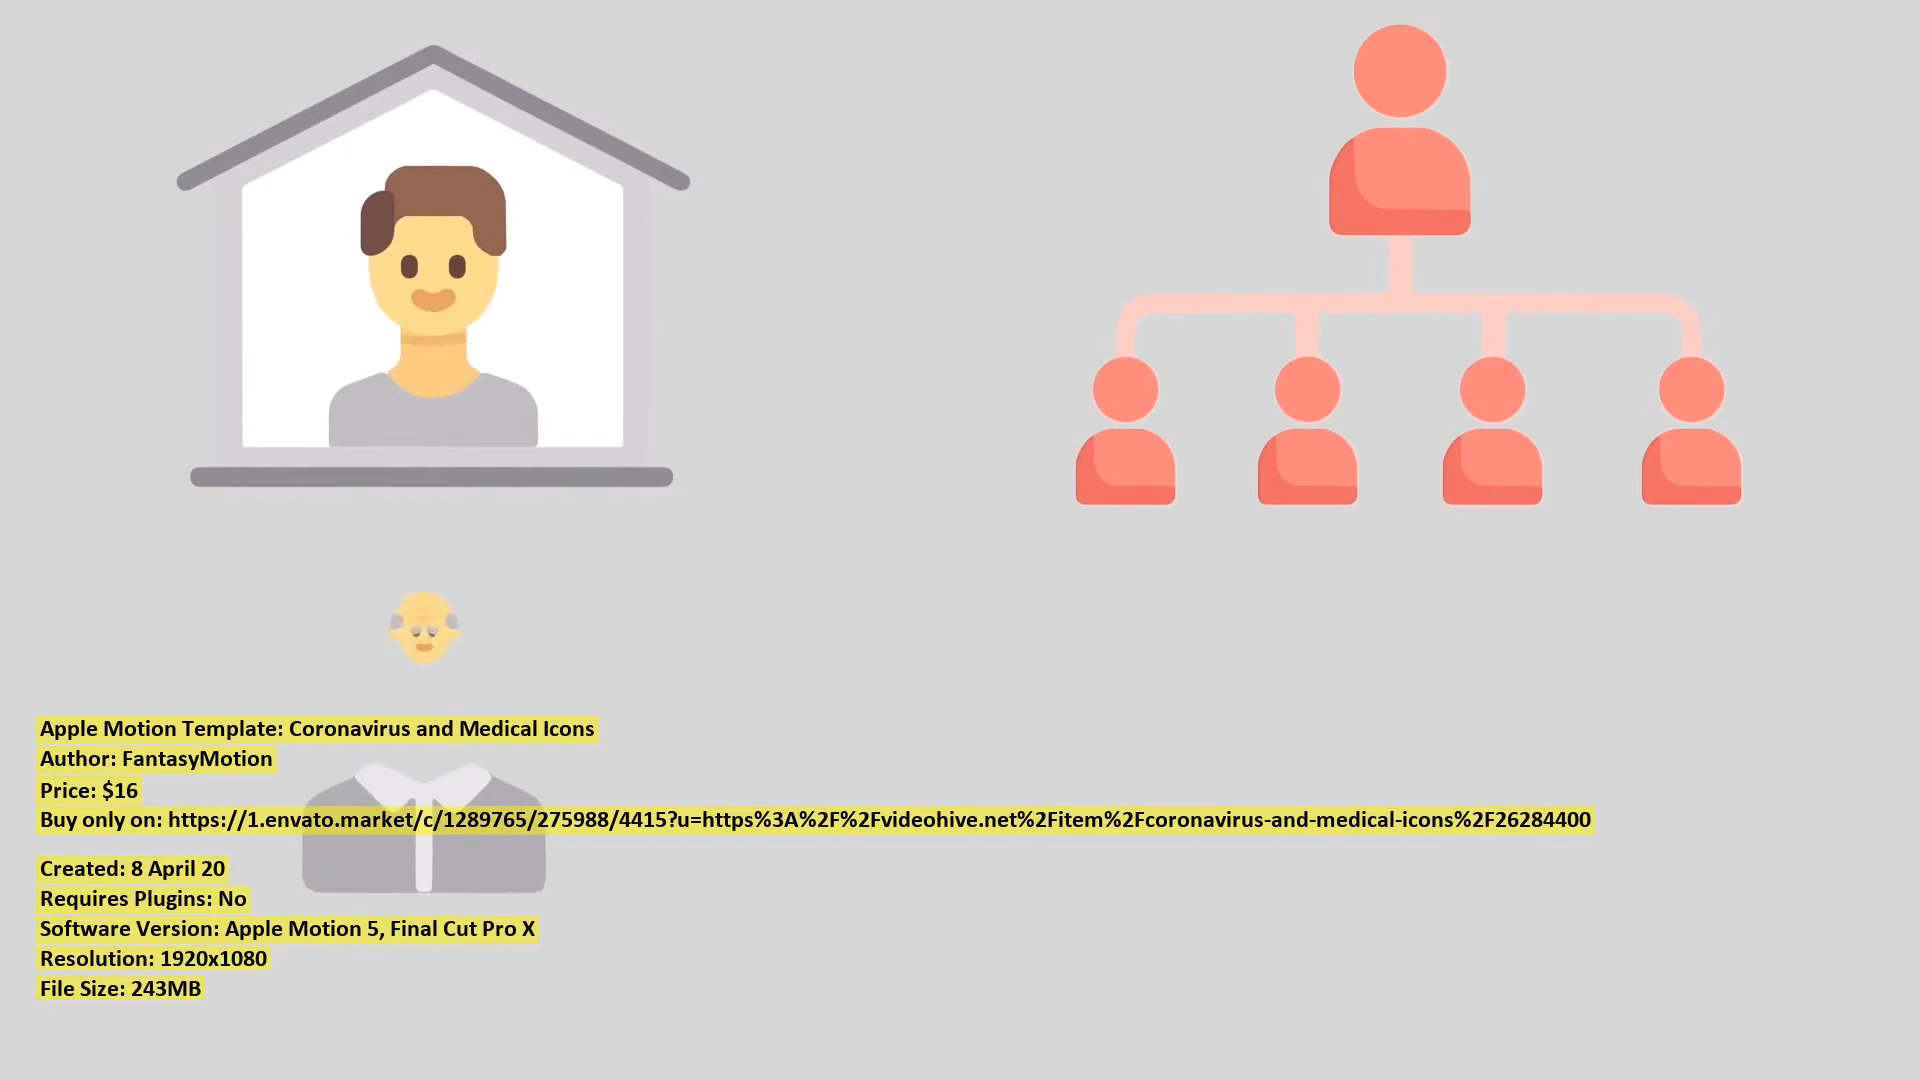 Apple Motion Template: Coronavirus and Medical Icons
Author: FantasyMotion
Price: $16
Buy only on: https://1.envato.market/c/1289765/275988/4415?u=https%3A%2F%2Fvideohive.net%2Fitem%2Fcoronavirus-and-medical-icons%2F26284400
Created: 8 April 20
Requires Plugins: No
Software Version: Apple Motion 5, Final Cut Pro X
Resolution: 1920x1080
File Size: 243MB